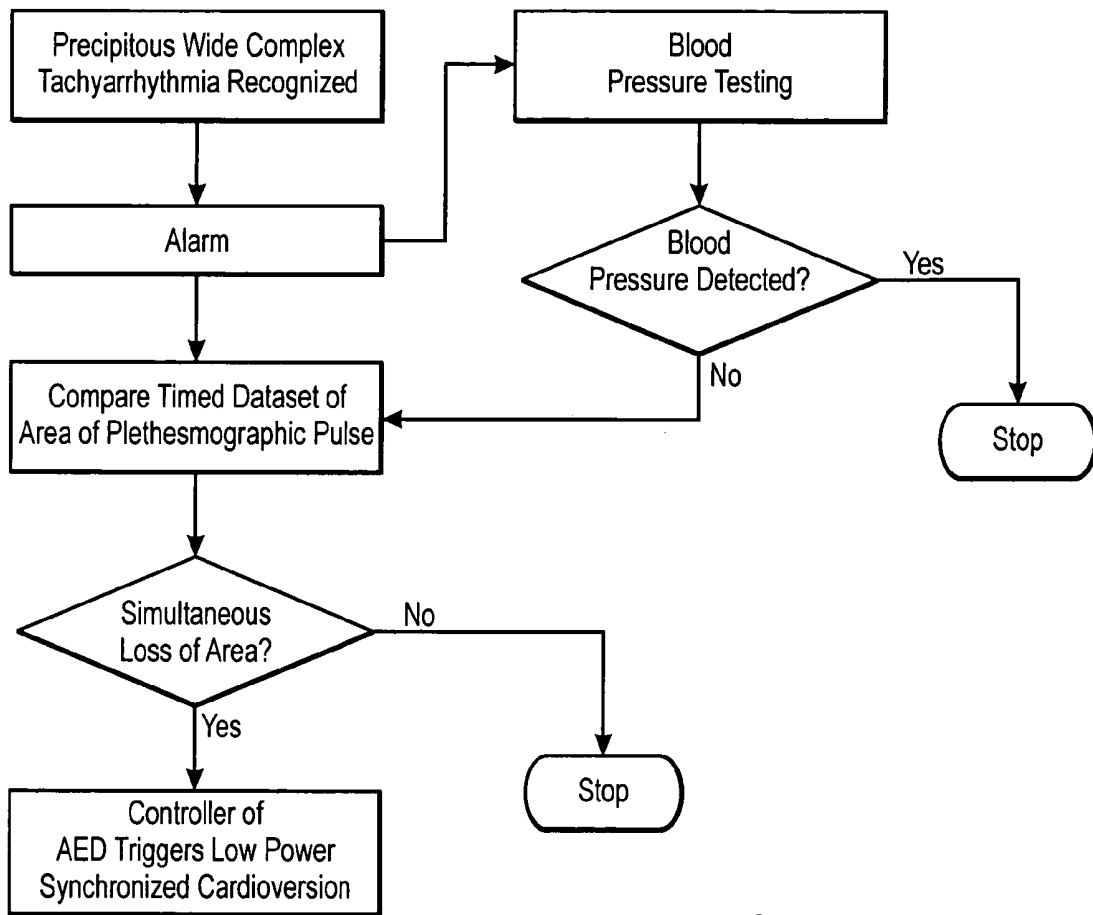 Precipitous Wide Complex
Tachyarrhythmia Recognized
Blood
Pressure Testing
Alarm
Blood
Pressure Detected?
Yes
No
Compare Timed Dataset of
Area of Plethesmographic Pulse
Stop
Simultaneous
Loss of Area?
No
Yes
Stop
Controller of
AED Triggers Low Power
Synchronized Cardioversion